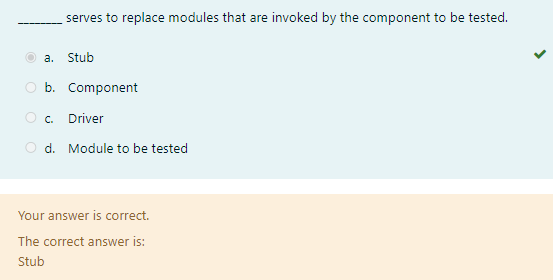 ________ serves to replace modules that are invoked by the component to be tested.
a. Stub
b. Component
c. Driver
d. Module to be tested
Your answer is correct.
The correct answer is:
Stub